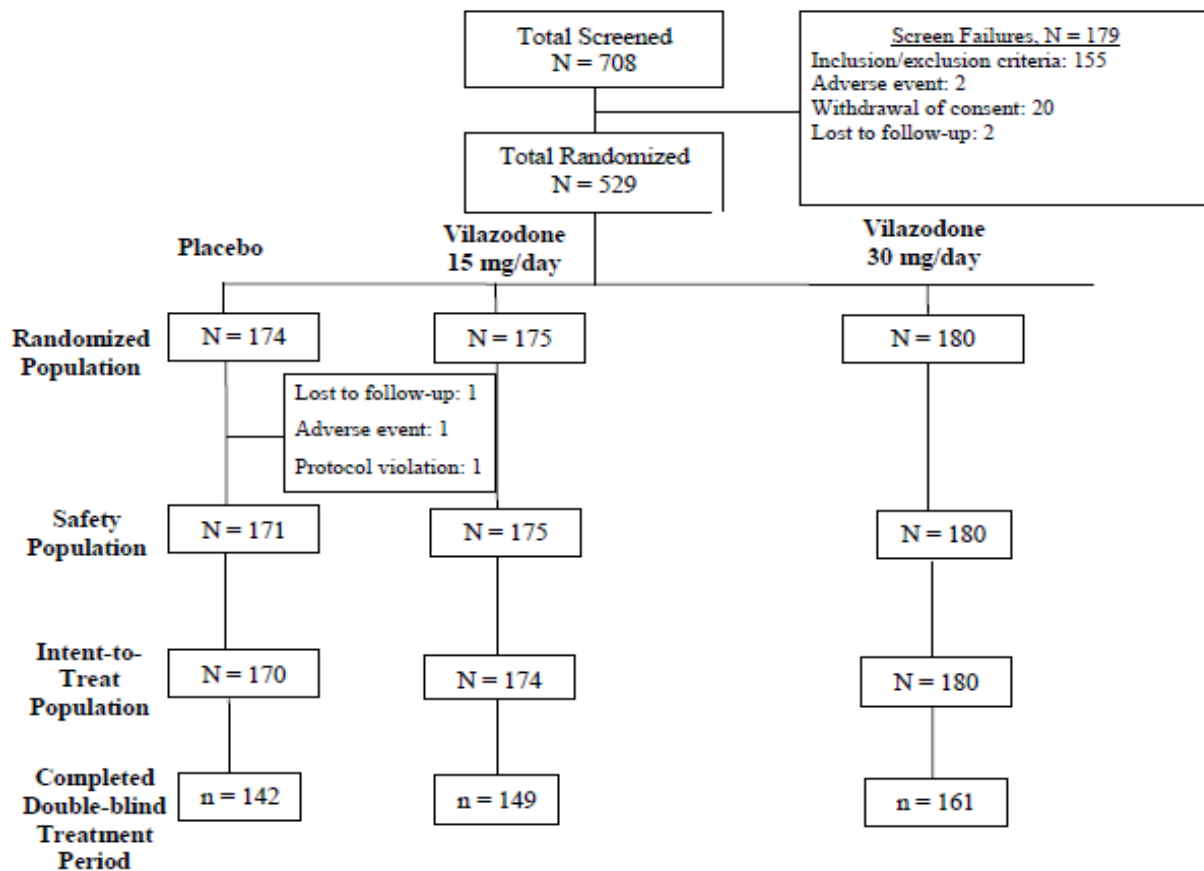 Total Screened
N = 708
Screen Failures, N = 179
Inclusion/exclusion criteria: 155
Adverse event: 2
Withdrawal of consent: 20
Lost to follow-up: 2
Total Randomized
N = 529
Placebo
Vilazodone
15 mg/day
Vilazodone
30 mg/day
Randomized
Population
N = 174
N = 175
N = 180
Lost to follow-up: 1
Adverse event: 1
Protocol violation: 1
Safety
Population
N = 171
N = 175
N = 180
Intent-to-
Treat
Population
N = 170
N = 174
N = 180
Completed
Double-blind
Treatment
Period
n = 142
n = 149
n = 161